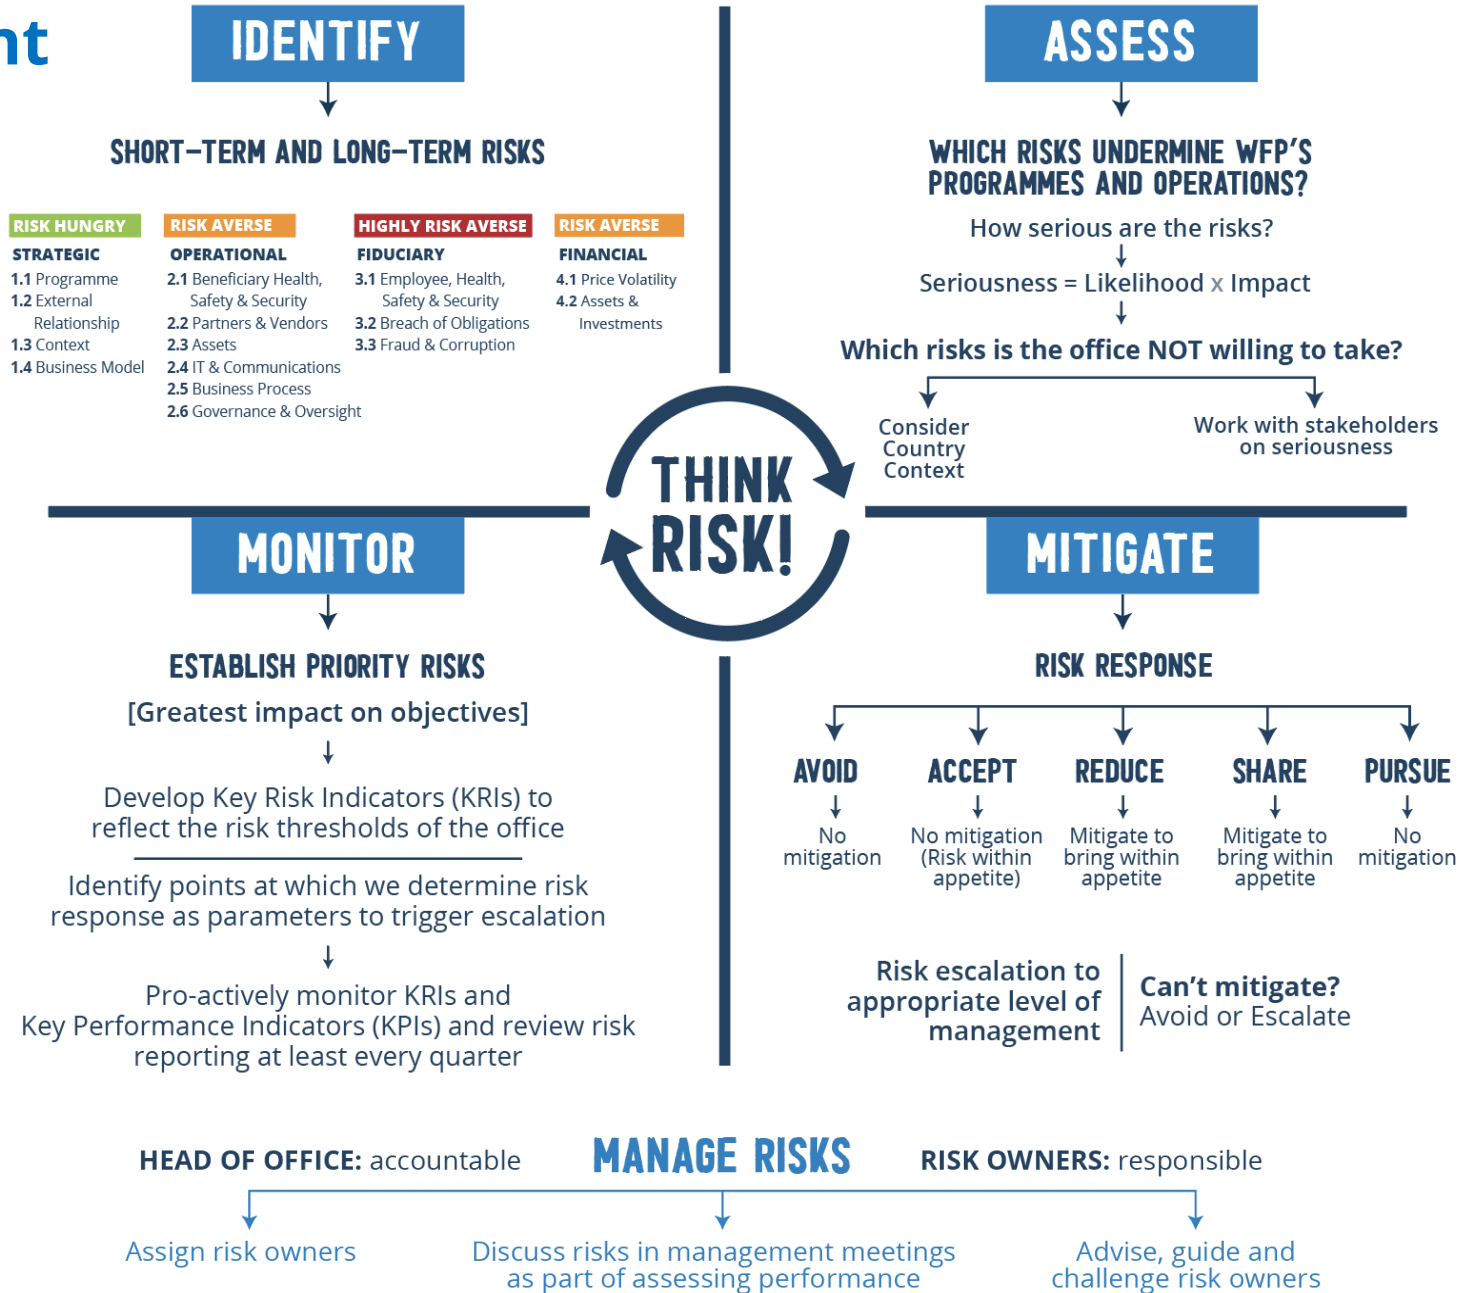 nt
IDENTIFY
SHORT-TERM AND LONG-TERM RISKS
RISK HUNGRY
STRATEGIC
1.1 Programme
1.2 External
Relationship
1.3 Context
1.4 Business Model
RISK AVERSE
OPERATIONAL
2.1 Beneficiary Health,
Safety & Security
2.2 Partners & Vendors
2.3 Assets
2.4 IT & Communications
2.5 Business Process
2.6 Governance & Oversight
HIGHLY RISK AVERSE
FIDUCIARY
3.1 Employee, Health,
Safety & Security
3.2 Breach of Obligations
3.3 Fraud & Corruption
RISK AVERSE
FINANCIAL
4.1 Price Volatility
4.2 Assets &
Investments
ASSESS
WHICH RISKS UNDERMINE WFP'S
PROGRAMMES AND OPERATIONS?
How serious are the risks?
Seriousness = Likelihood x Impact
Which risks is the office NOT willing to take?
Consider
Country
Context
Work with stakeholders
on seriousness
THINK
RISK!
MONITOR
ESTABLISH PRIORITY RISKS
[Greatest impact on objectives]
Develop Key Risk Indicators (KRIs) to
reflect the risk thresholds of the office
Identify points at which we determine risk
response as parameters to trigger escalation
Pro-actively monitor KRIs and
Key Performance Indicators (KPIs) and review risk
reporting at least every quarter
MITIGATE
RISK RESPONSE
AVOID
No
mitigation
ACCEPT
No mitigation
(Risk within
appetite)
REDUCE
Mitigate to
bring within
appetite
SHARE
Mitigate to
bring within
appetite
PURSUE
No
mitigation
Risk escalation to
appropriate level of
management
Can't mitigate?
Avoid or Escalate
HEAD OF OFFICE: accountable
MANAGE RISKS
RISK OWNERS: responsible
Assign risk owners
Discuss risks in management meetings
as part of assessing performance
Advise, guide and
challenge risk owners